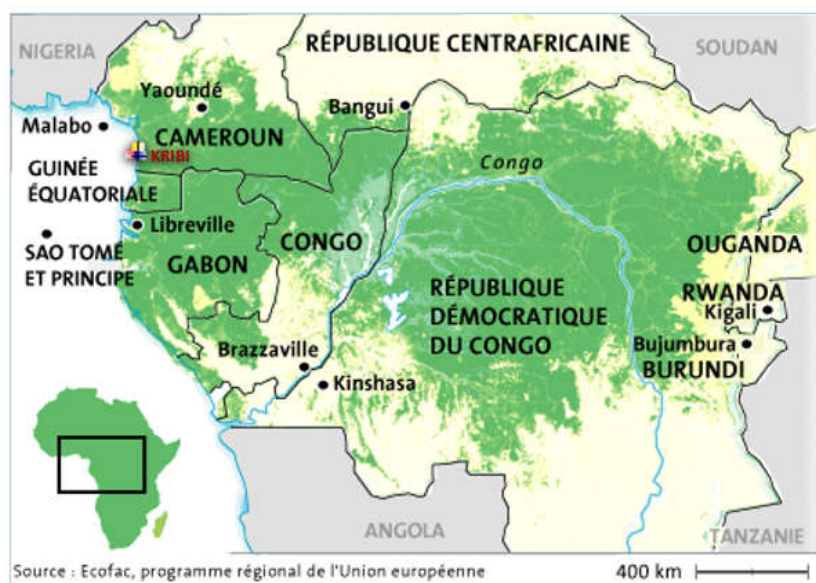 NIGERIA
RÉPUBLIQUE CENTRAFRICAINE
SOUDAN
Yaoundé
Bangui
Malabo
CAMEROUN
KRIBI
Congo
GUINÉE
ÉQUATORIALE
Libreville
SAO TOMÉ
ET PRINCIPE
GABON
CONGO
OUGANDA
RÉPUBLIQUE
DÉMOCRATIQUE
DU CONGO
RWANDA
Kigali
Brazzaville
Kinshasa
Bujumbura
BURUNDI
ANGOLA
TANZANIE
Source : Ecofac, programme régional de l'Union européenne
400 km